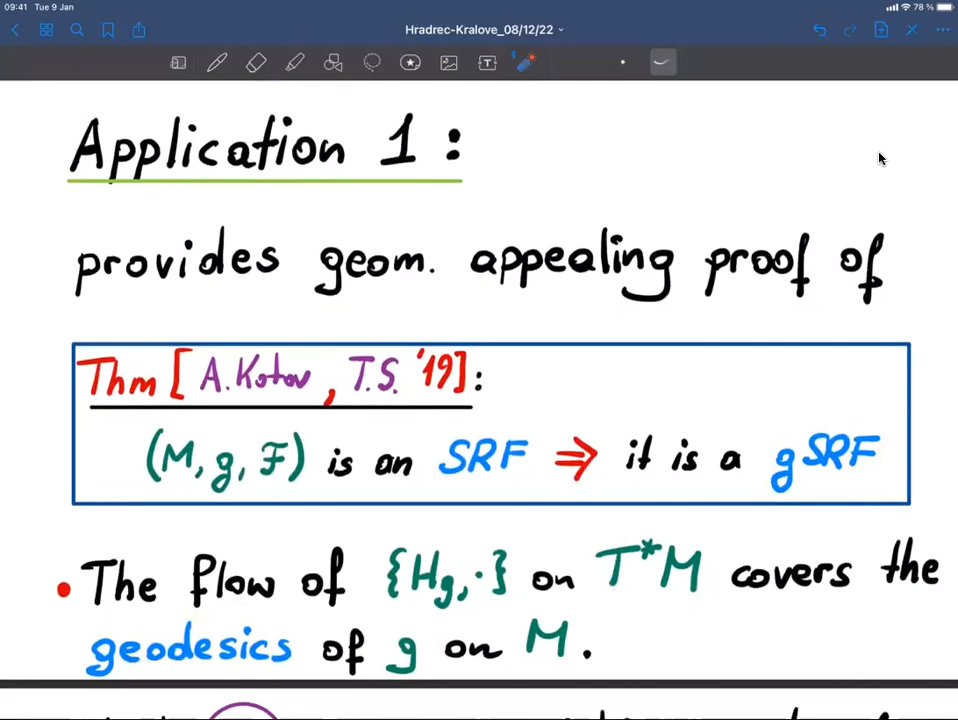 09:41 Tue 9 Jan
78 %
Hradrec-Kralove_08/12/22
Application 1 :
provides geom. appealing proof of
Thm [A.Kotov, T.S. '19]:
(M, g, F) is an SRF ⇒ it is a gSRF
• The flow of {H_g, ·} on T*M covers the
geodesics of g on M.